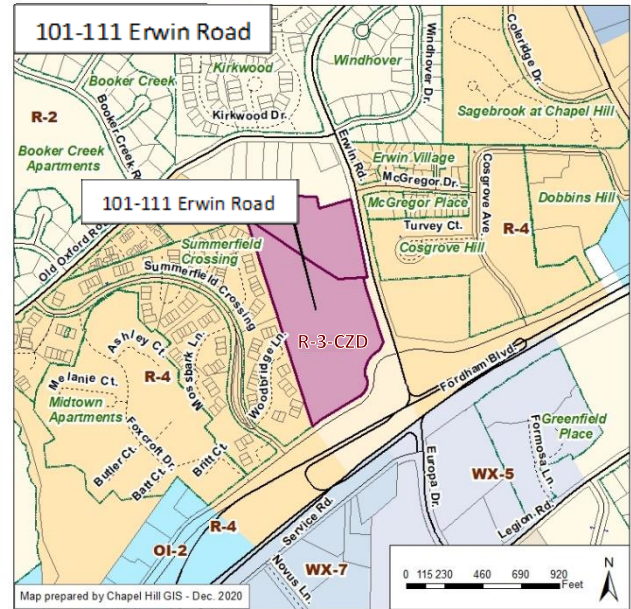 101-111 Erwin Road
Kirkwood
Windhover
Windhover Dr.
Coleridge Dr.
Booker Creek
Kirkwood Dr.
Sagebrook at Chapel Hill
R-2
Booker Creek
Apartments
Booker Creek R
Erwin Rd.
Erwin Village
McGregor Dr.
Cosgrove Ave.
Dobbins Hill
101-111 Erwin Road
McGregor Place
R-4
Turvey Ct.
Old Oxford Roa
Summerfield
Crossing
Cosgrove Hill
Summerfield
Crossing
R-3-CZD
Fordham Blvd.
Ashley Ct.
Mossbark Ln.
Woodbridge Ln.
Melanie Ct.
R-4
Midtown
Apartments
Foxcroft Dr.
Greenfield
Place
Butler Ct.
Batt Ct.
Britt Ct.
Europa Dr.
Formosa Ln.
WX-5
Legion Rd.
R-4
Service Rd.
OI-2
WX-7
Novus Ln.
N
0 115 230 460 690 920
Feet
Map prepared by Chapel Hill GIS - Dec. 2020